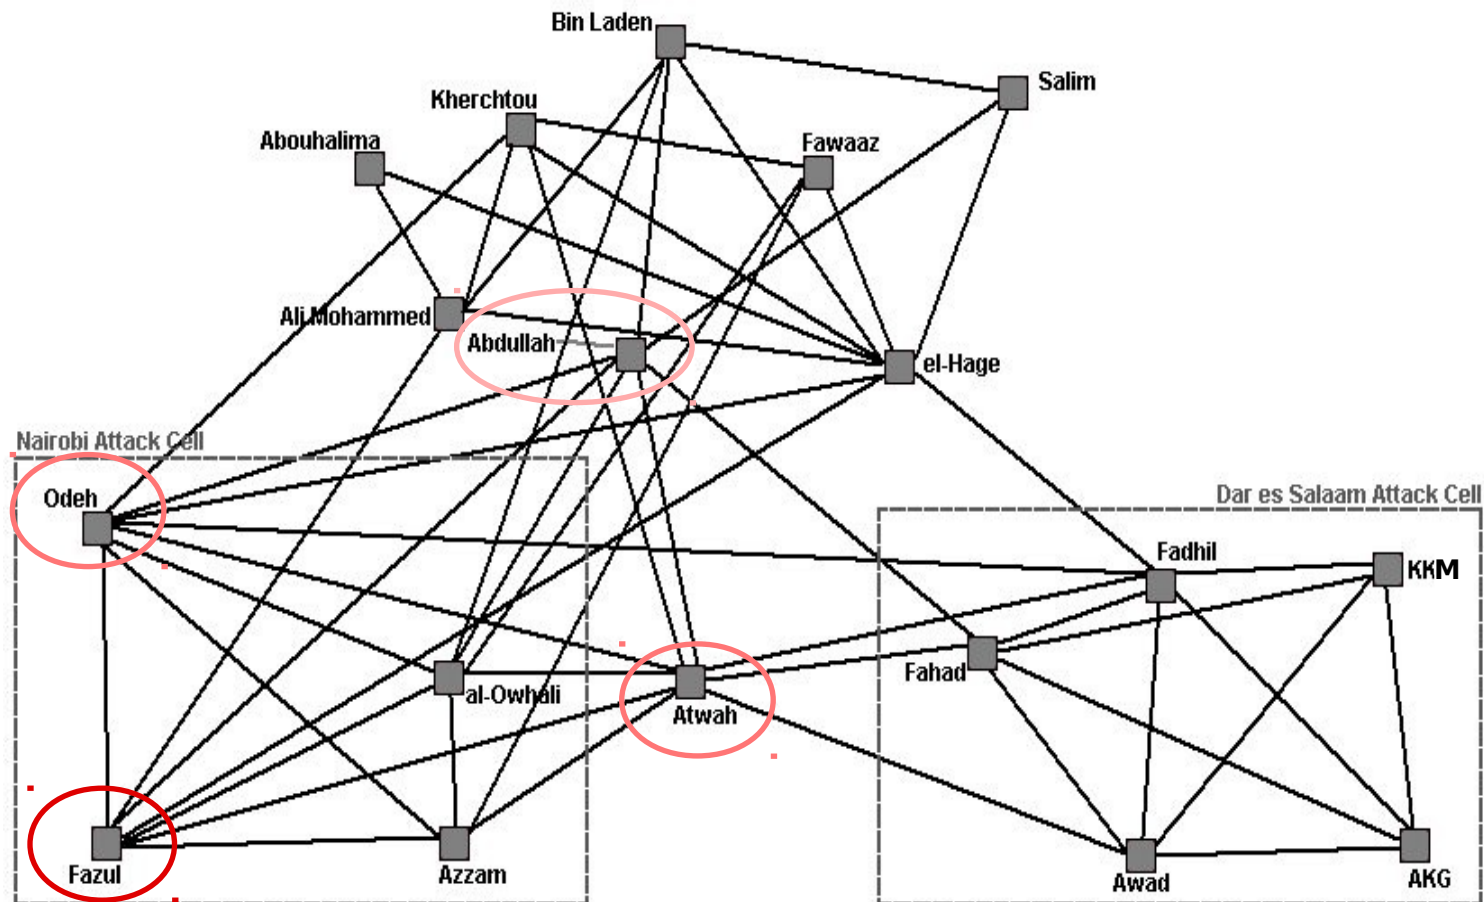 Bin Laden
Salim
Kherchtou
Abouhalima
Fawaaz
Ali Mohammed
Abdullah
el-Hage
Nairobi Attack Cell
Odeh
Dar es Salaam Attack Cell
Fadhil
KKM
Fahad
al-Owhali
Atwah
Fazul
Azzam
Awad
AKG